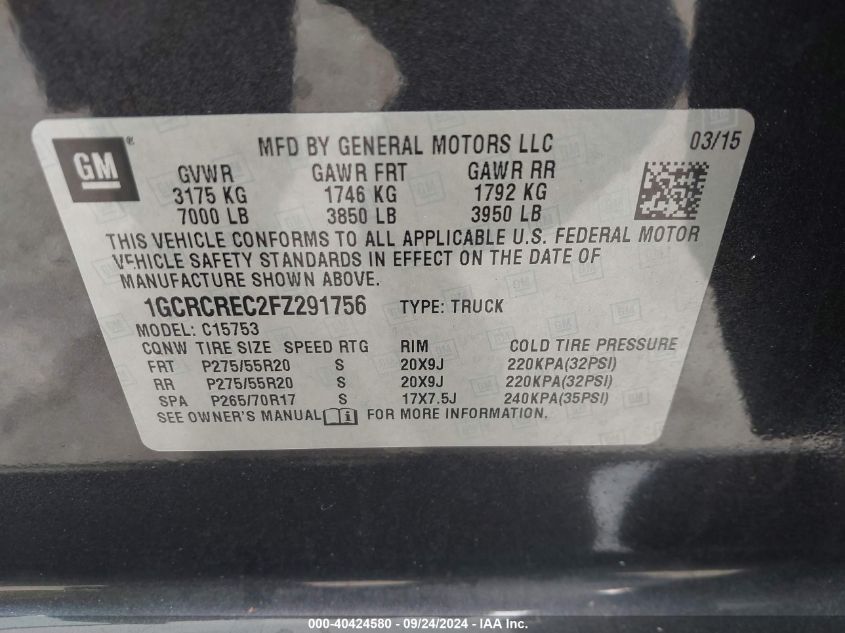 GM ®
MFD BY GENERAL MOTORS LLC 03/15
GVWR GAWR FRT GAWR RR
3175 KG 1746 KG 1792 KG
7000 LB 3850 LB 3950 LB
THIS VEHICLE CONFORMS TO ALL APPLICABLE U.S. FEDERAL MOTOR
VEHICLE SAFETY STANDARDS IN EFFECT ON THE DATE OF
MANUFACTURE SHOWN ABOVE.
1GCRCREC2FZ291756 TYPE: TRUCK
MODEL: C15753
CQNW TIRE SIZE SPEED RTG RIM COLD TIRE PRESSURE
FRT P275/55R20 S 20X9J 220KPA(32PSI)
RR P275/55R20 S 20X9J 220KPA(32PSI)
SPA P265/70R17 S 17X7.5J 240KPA(35PSI)
SEE OWNER'S MANUAL i FOR MORE INFORMATION.
000-40424580 - 09/24/2024 - IAA Inc.